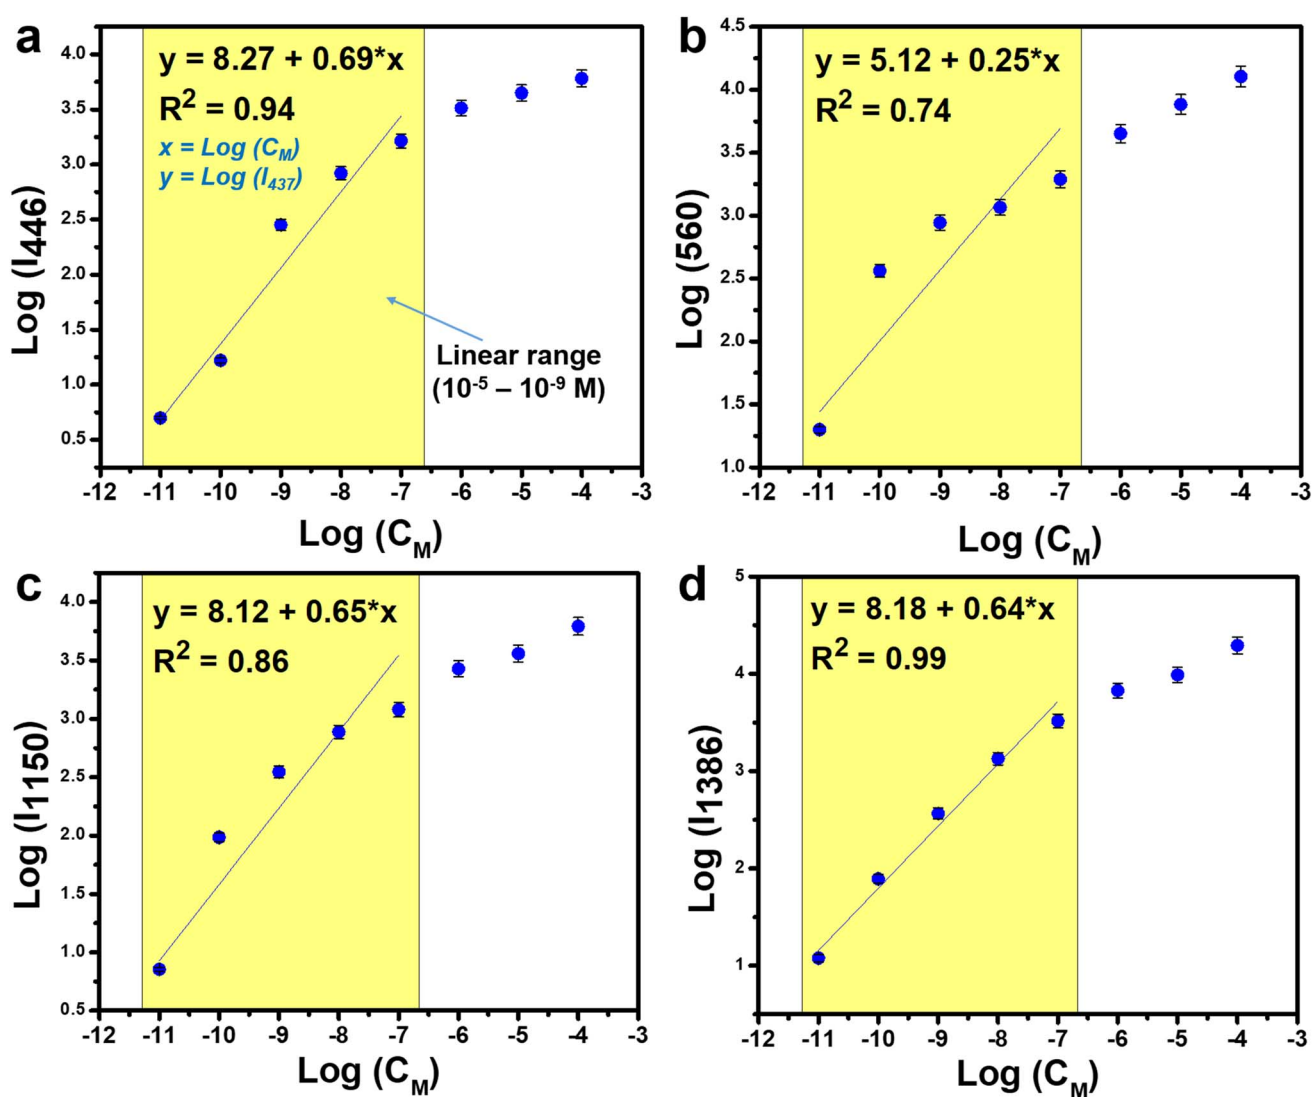 a
y = 8.27 + 0.69*x
R² = 0.94
x = Log (C_M)
y = Log (I_437)
Linear range
(10⁻⁵ – 10⁻⁹ M)
4.0
3.5
3.0
2.5
2.0
1.5
1.0
0.5
-12 -11 -10 -9 -8 -7 -6 -5 -4 -3
Log (I446)
Log (C_M)
b
y = 5.12 + 0.25*x
R² = 0.74
4.5
4.0
3.5
3.0
2.5
2.0
1.5
1.0
-12 -11 -10 -9 -8 -7 -6 -5 -4 -3
Log (560)
Log (C_M)
c
y = 8.12 + 0.65*x
R² = 0.86
4.0
3.5
3.0
2.5
2.0
1.5
1.0
0.5
-12 -11 -10 -9 -8 -7 -6 -5 -4 -3
Log (I1150)
Log (C_M)
d
y = 8.18 + 0.64*x
R² = 0.99
5
4
3
2
1
-12 -11 -10 -9 -8 -7 -6 -5 -4 -3
Log (I1386)
Log (C_M)